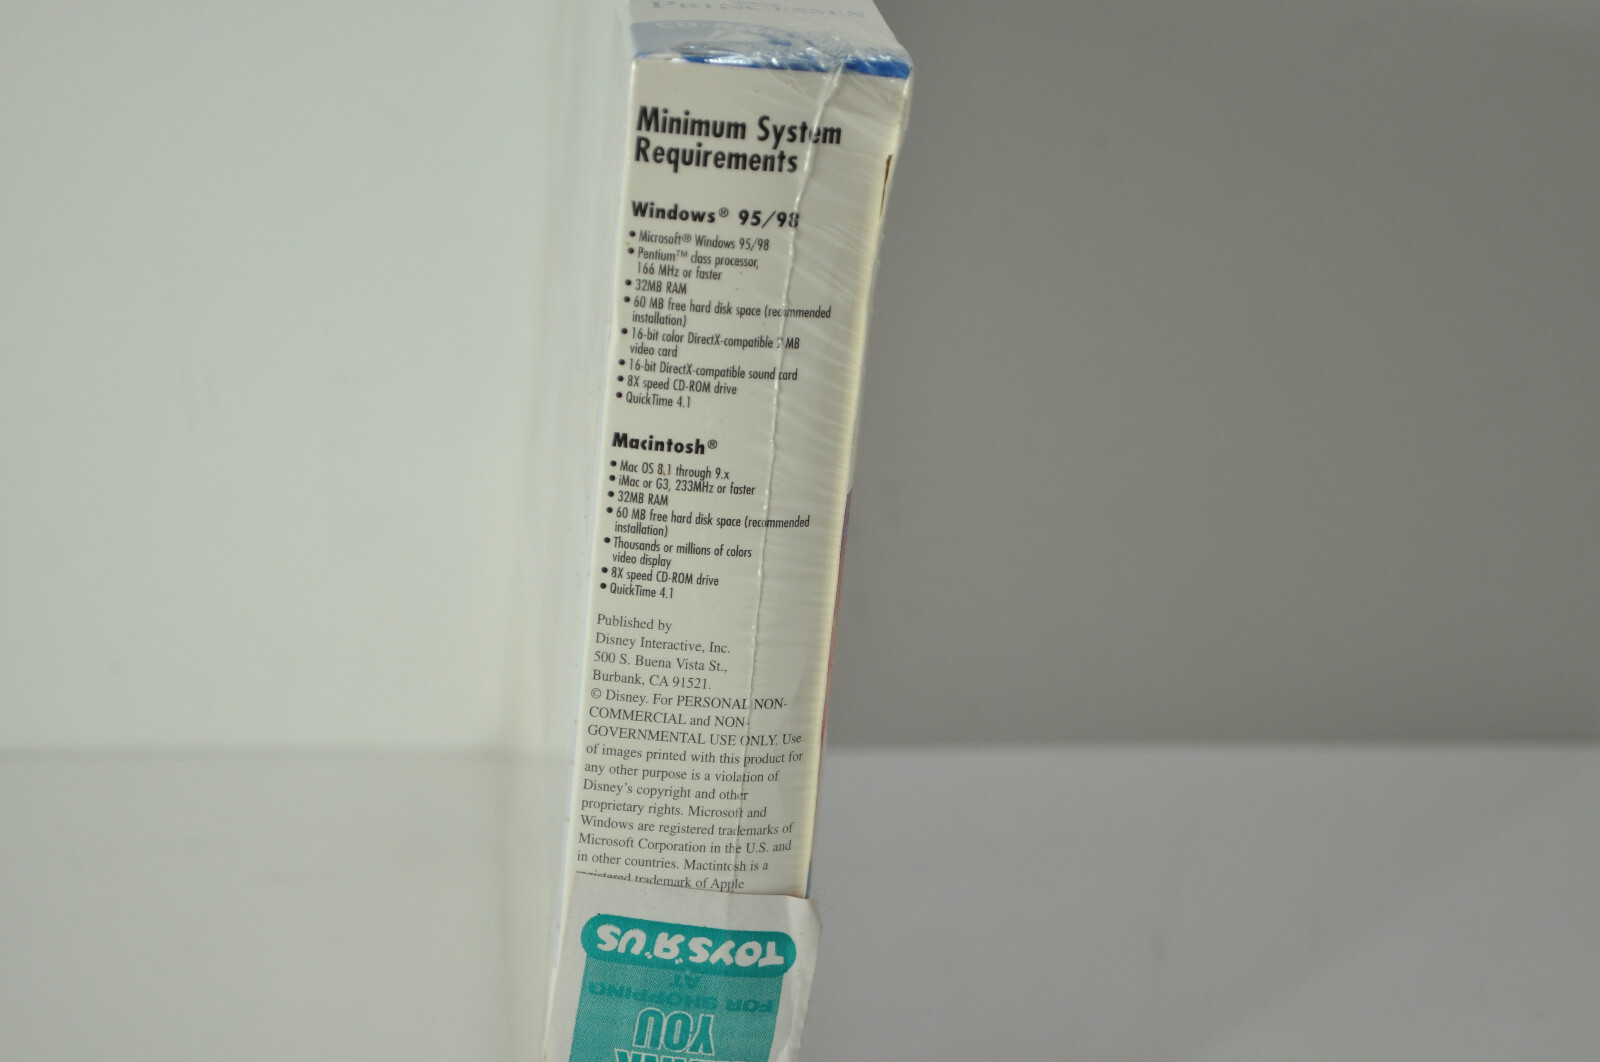 PRINCESSES
Minimum System
Requirements
Windows® 95/98
• Microsoft® Windows 95/98
• Pentium™ class processor,
166 MHz or faster
• 32MB RAM
• 60 MB free hard disk space (recommended
installation)
• 16-bit color DirectX-compatible MB
video card
• 16-bit DirectX-compatible sound card
• 8X speed CD-ROM drive
• QuickTime 4.1
Macintosh®
• Mac OS 8.1 through 9.x
• iMac or G3, 233MHz or faster
• 32MB RAM
• 60 MB free hard disk space (recommended
installation)
• Thousands or millions of colors
video display
• 8X speed CD-ROM drive
• QuickTime 4.1
Published by
Disney Interactive, Inc.
500 S. Buena Vista St.,
Burbank, CA 91521.
© Disney. For PERSONAL NON-
COMMERCIAL and NON-
GOVERNMENTAL USE ONLY. Use
of images printed with this product for
any other purpose is a violation of
Disney's copyright and other
proprietary rights. Microsoft and
Windows are registered trademarks of
Microsoft Corporation in the U.S. and
in other countries. Mactintosh is a
registered trademark of Apple
TOYS"R"US
AT
FOR SHOPPING
YOU